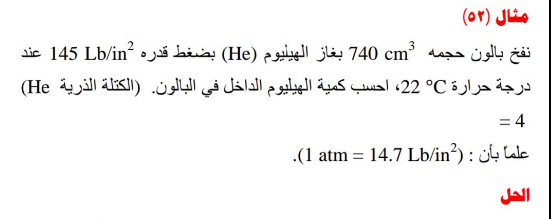 مثال (٥٢)
نفخ بالون حجمه 740 cm³ بغاز الهيليوم (He) بضغط قدره 145 Lb/in² عند
درجة حرارة 22 °C، احسب كمية الهيليوم الداخل في البالون. (الكتلة الذرية He
= 4
علماً بأن : (1 atm = 14.7 Lb/in²).
الحل